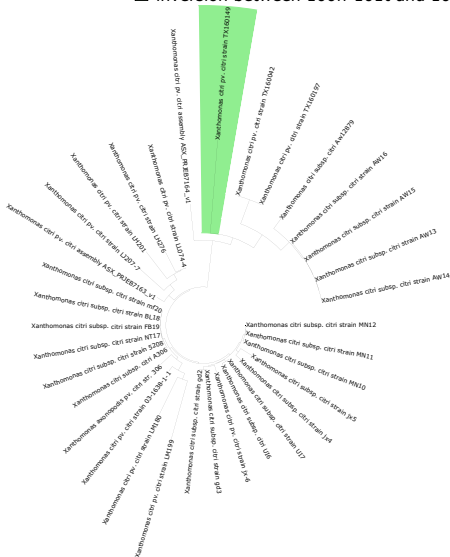 Xanthomonas citri pv. citri assembly ASX_PRJEB7164_v1
Xanthomonas citri pv. citri strain TX160149
Xanthomonas citri pv. citri strain TX160042
Xanthomonas citri pv. citri strain TX160197
Xanthomonas citri subsp. citri Aw12879
Xanthomonas citri subsp. citri strain AW16
Xanthomonas citri subsp. citri strain AW15
Xanthomonas citri subsp. citri strain AW13
Xanthomonas citri subsp. citri strain AW14
Xanthomonas citri subsp. citri strain MN12
Xanthomonas citri subsp. citri strain MN11
Xanthomonas citri subsp. citri strain MN10
Xanthomonas citri subsp. citri strain jx5
Xanthomonas citri subsp. citri strain jx4
Xanthomonas citri subsp. citri strain UI7
Xanthomonas citri subsp. citri UI6
Xanthomonas citri pv. citri strain jx-6
Xanthomonas citri subsp. citri strain gd3
Xanthomonas citri subsp. citri strain gd2
Xanthomonas citri pv. citri strain LM199
Xanthomonas citri pv. citri strain LM180
Xanthomonas citri pv. citri strain 03-1638-1-1
Xanthomonas axonopodis pv. citri str. 306
Xanthomonas citri subsp. citri A306
Xanthomonas citri subsp. citri strain 5208
Xanthomonas citri subsp. citri strain NT17
Xanthomonas citri subsp. citri strain FB19
Xanthomonas citri subsp. citri strain BL18
Xanthomonas citri subsp. citri strain mf20
Xanthomonas citri pv. citri assembly ASX_PRJEB7163_v1
Xanthomonas citri pv. citri strain LJ207-7
Xanthomonas citri pv. citri strain LH201
Xanthomonas citri pv. citri strain LH276
Xanthomonas citri pv. citri strain LL074-4